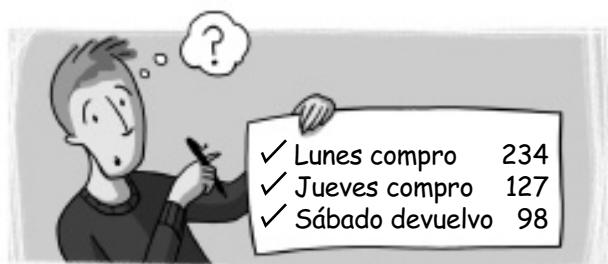 ?
✓ Lunes compro 234
✓ Jueves compro 127
✓ Sábado devuelvo 98